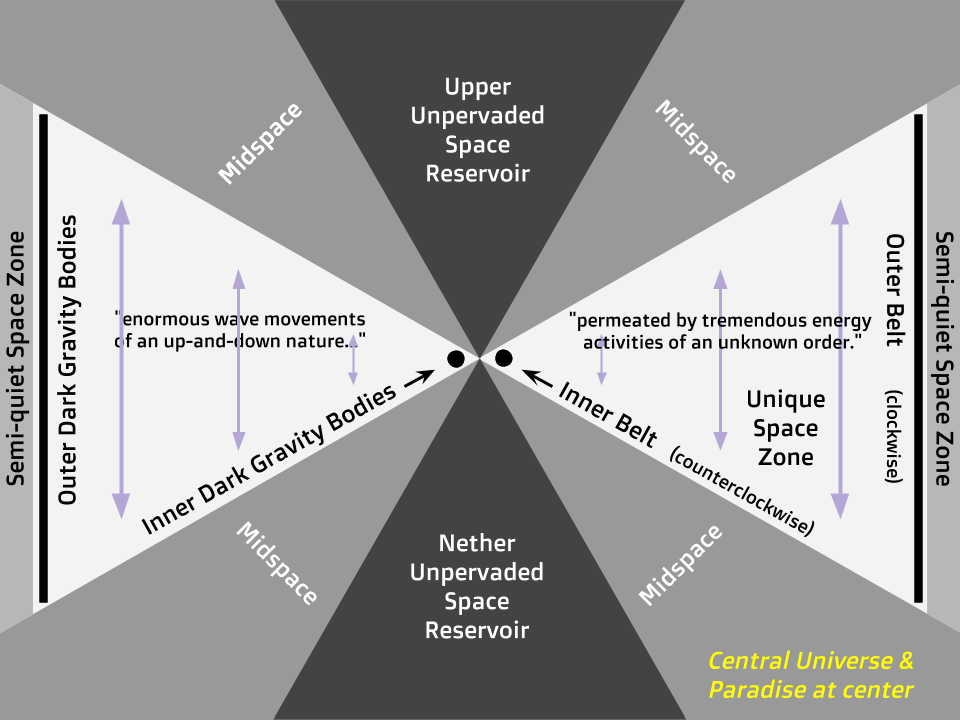 Upper
Unpervaded
Space
Reservoir
Midspace
Midspace
Semi-quiet Space Zone
Outer Dark Gravity Bodies
"enormous wave movements
of an up-and-down nature..."
"permeated by tremendous energy
activities of an unknown order."
Outer Belt (clockwise)
Semi-quiet Space Zone
Inner Dark Gravity Bodies
Inner Belt (counterclockwise)
Unique
Space
Zone
Midspace
Midspace
Nether
Unpervaded
Space
Reservoir
Central Universe &
Paradise at center